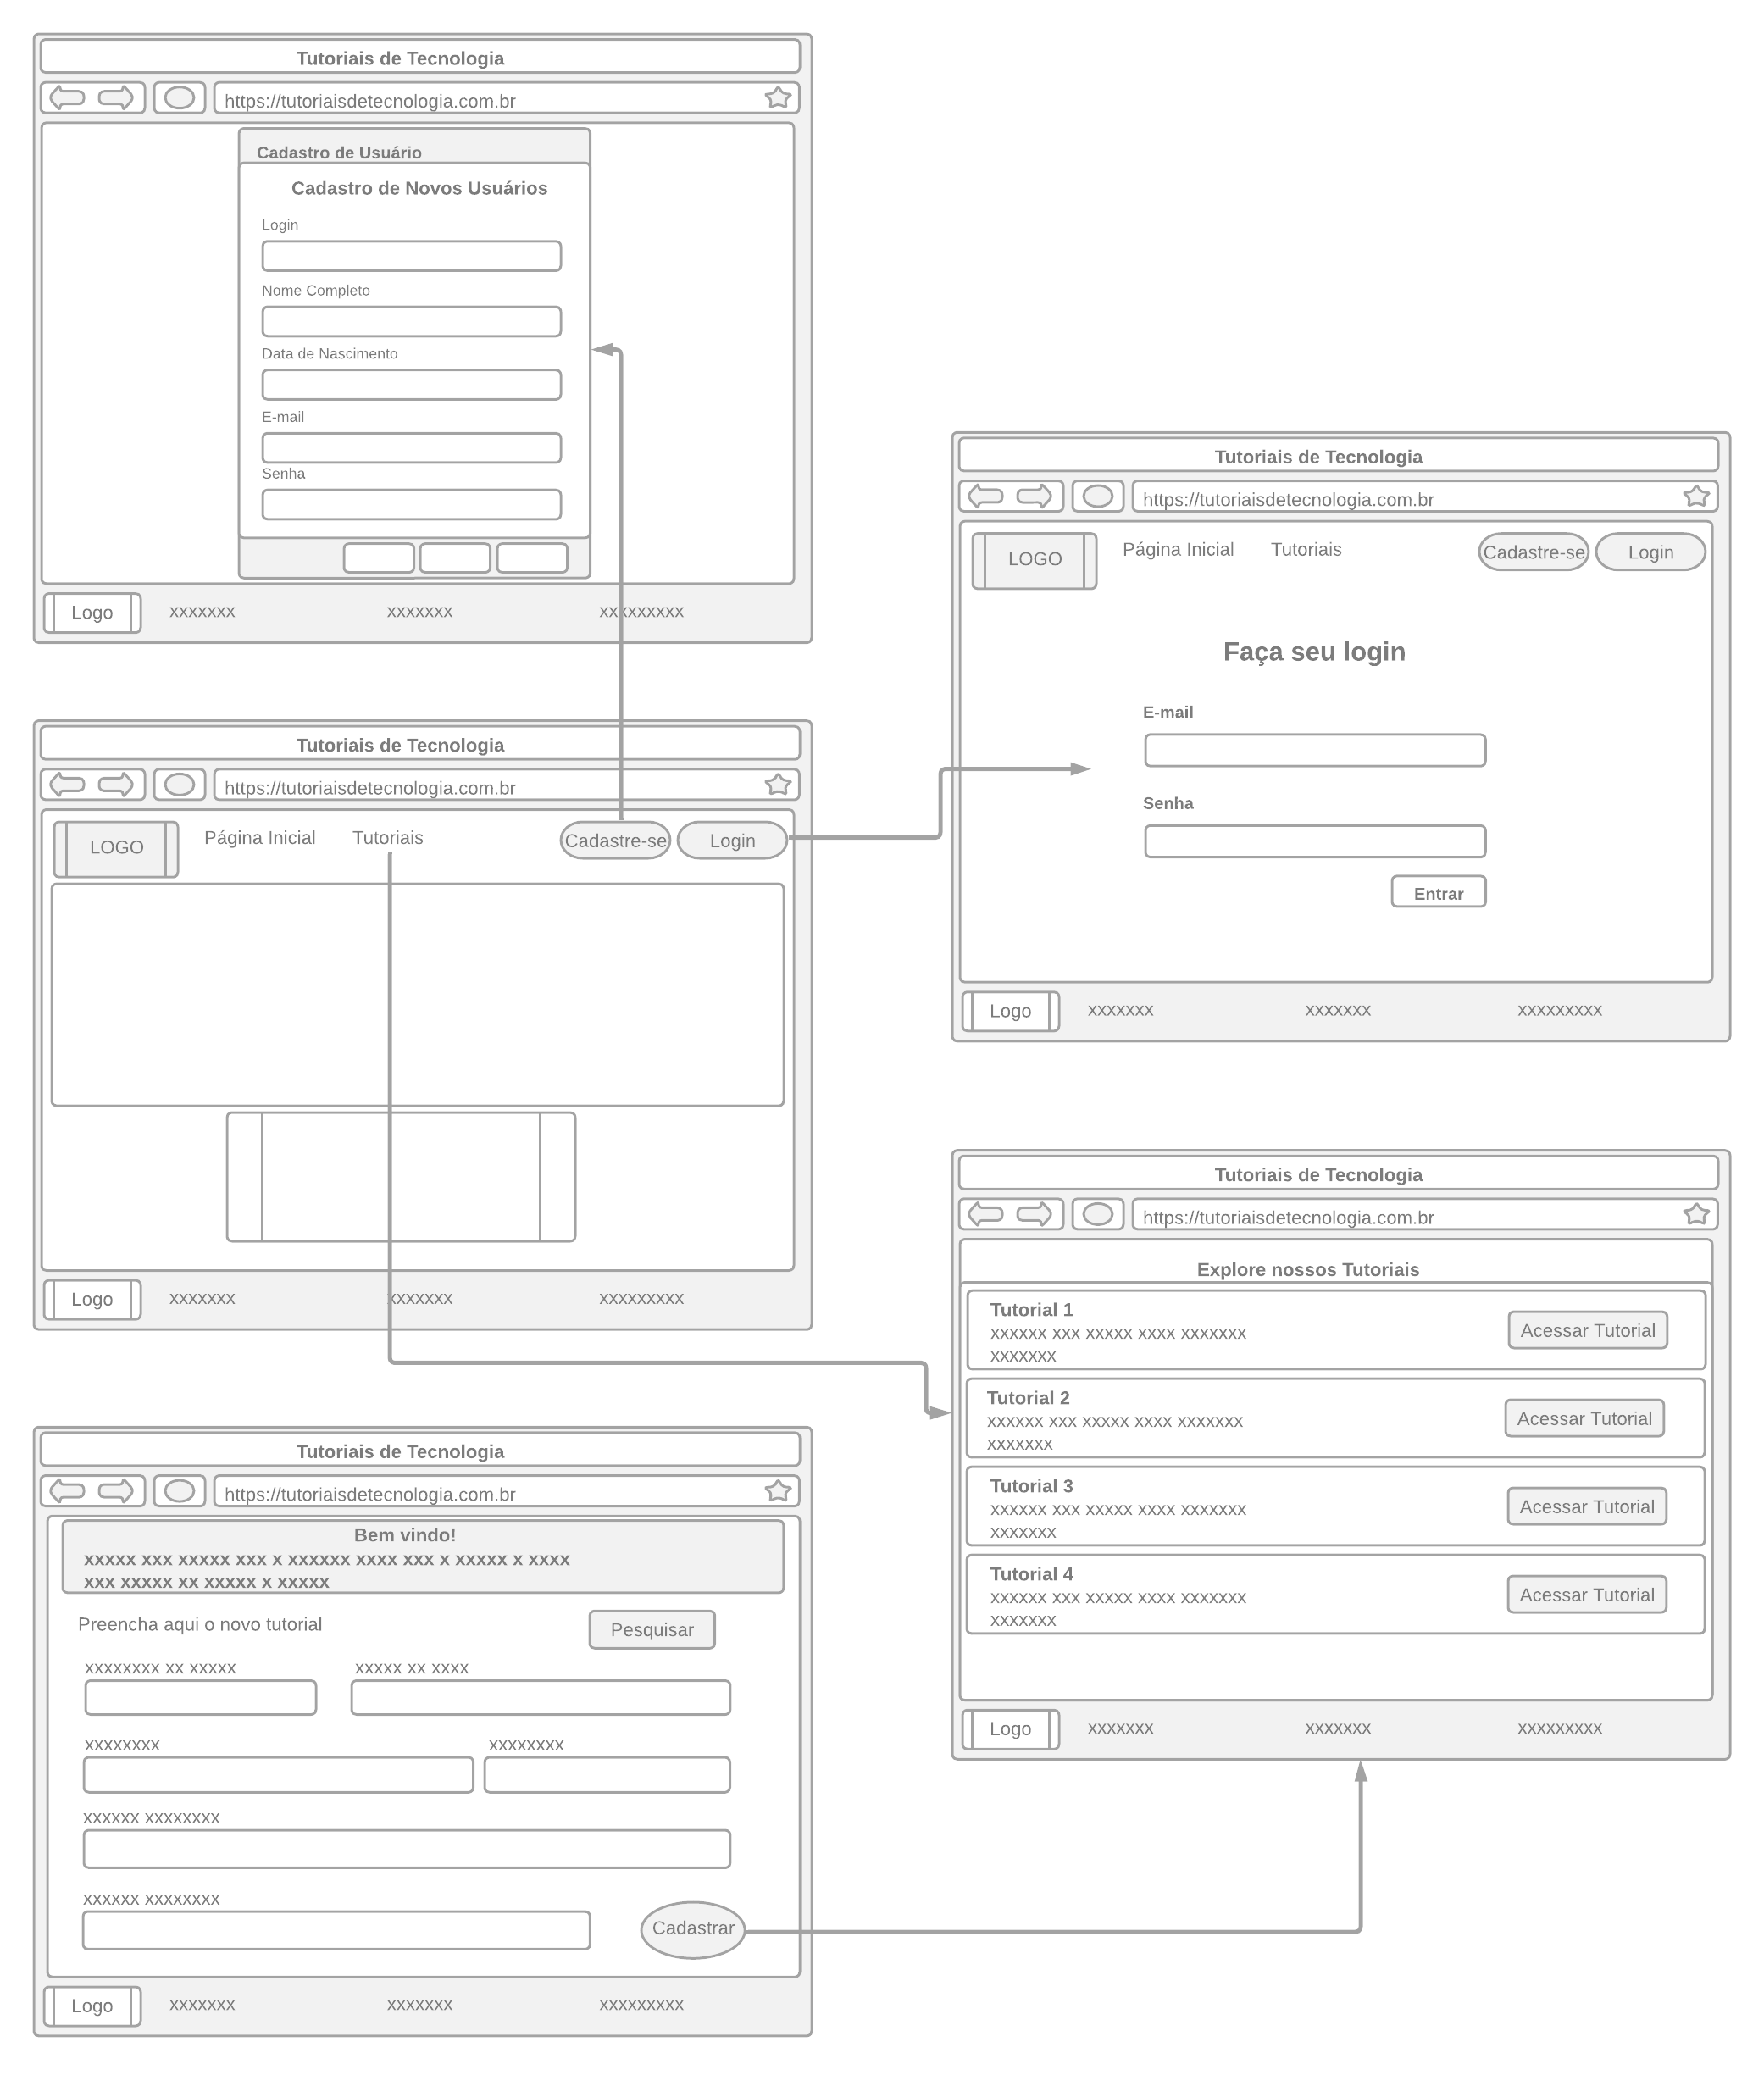 Tutoriais de Tecnologia
https://tutoriaisdetecnologia.com.br
Cadastro de Usuário
Cadastro de Novos Usuários
Login
Nome Completo
Data de Nascimento
E-mail
Senha
Logo xxxxxxx xxxxxxx xxxxxxxxx
Tutoriais de Tecnologia
https://tutoriaisdetecnologia.com.br
LOGO Página Inicial Tutoriais Cadastre-se Login
Faça seu login
E-mail
Senha
Entrar
Logo xxxxxxx xxxxxxx xxxxxxxxx
Tutoriais de Tecnologia
https://tutoriaisdetecnologia.com.br
LOGO Página Inicial Tutoriais Cadastre-se Login
Logo xxxxxxx xxxxxxx xxxxxxxxx
Tutoriais de Tecnologia
https://tutoriaisdetecnologia.com.br
Explore nossos Tutoriais
Tutorial 1
xxxxxx xxx xxxxx xxxx xxxxxxx
xxxxxxx
Acessar Tutorial
Tutorial 2
xxxxxx xxx xxxxx xxxx xxxxxxx
xxxxxxx
Acessar Tutorial
Tutorial 3
xxxxxx xxx xxxxx xxxx xxxxxxx
xxxxxxx
Acessar Tutorial
Tutorial 4
xxxxxx xxx xxxxx xxxx xxxxxxx
xxxxxxx
Acessar Tutorial
Logo xxxxxxx xxxxxxx xxxxxxxxx
Tutoriais de Tecnologia
https://tutoriaisdetecnologia.com.br
Bem vindo!
xxxxx xxx xxxxx xxx x xxxxxx xxxx xxx x xxxxx x xxxx
xxx xxxxx xx xxxxx x xxxxx
Preencha aqui o novo tutorial Pesquisar
xxxxxxxx xx xxxxx xxxxx xx xxxx
xxxxxxxx xxxxxxxx
xxxxxx xxxxxxxx
xxxxxx xxxxxxxx
Cadastrar
Logo xxxxxxx xxxxxxx xxxxxxxxx